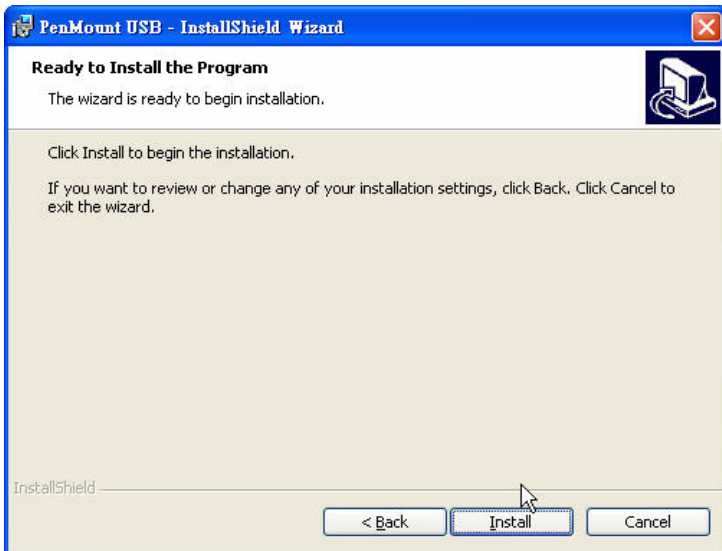 PenMount USB - InstallShield Wizard
Ready to Install the Program
The wizard is ready to begin installation.
Click Install to begin the installation.
If you want to review or change any of your installation settings, click Back. Click Cancel to
exit the wizard.
InstallShield
< Back
Install
Cancel